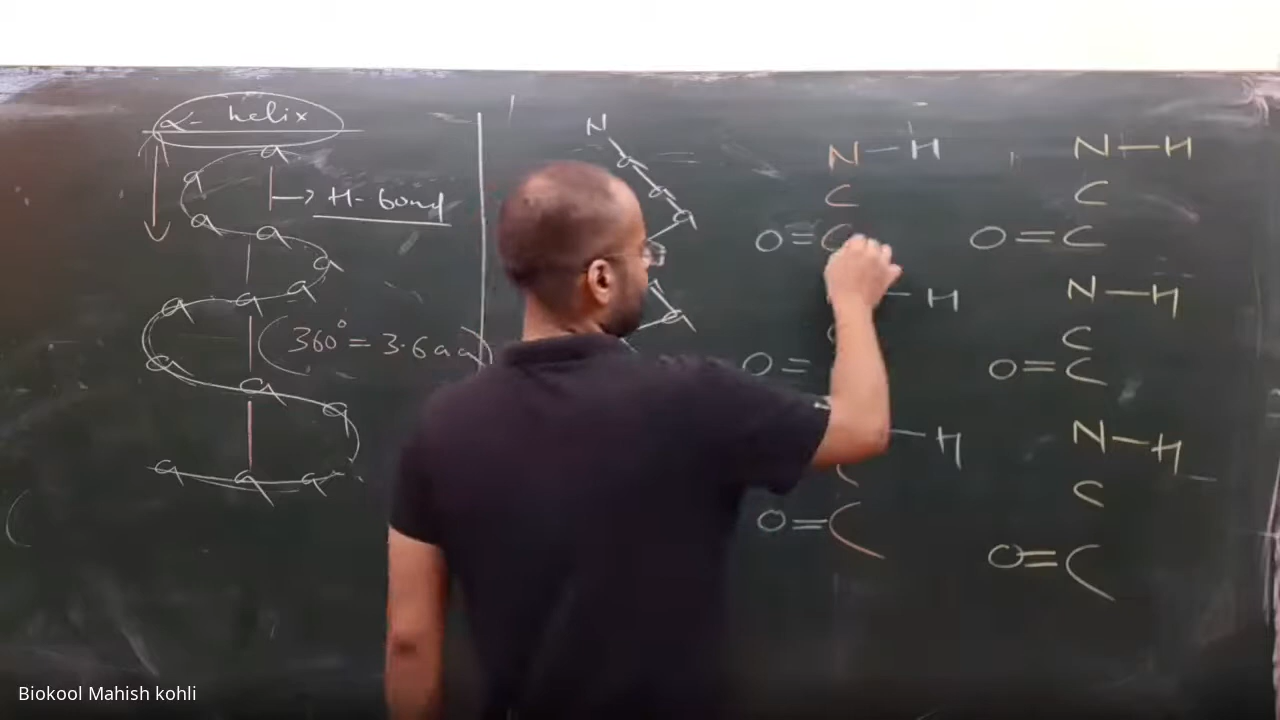 α- helix
a
a
→ H-bond
a a
a
a a a
360° = 3.6 aa
a
a a
a a a
N
a
a
a
a
N - H
C
O = C
- H
O =
- H
O = C
N - H
C
O = C
N - H
C
O = C
N - H
C
O = C
Biokool Mahish kohli